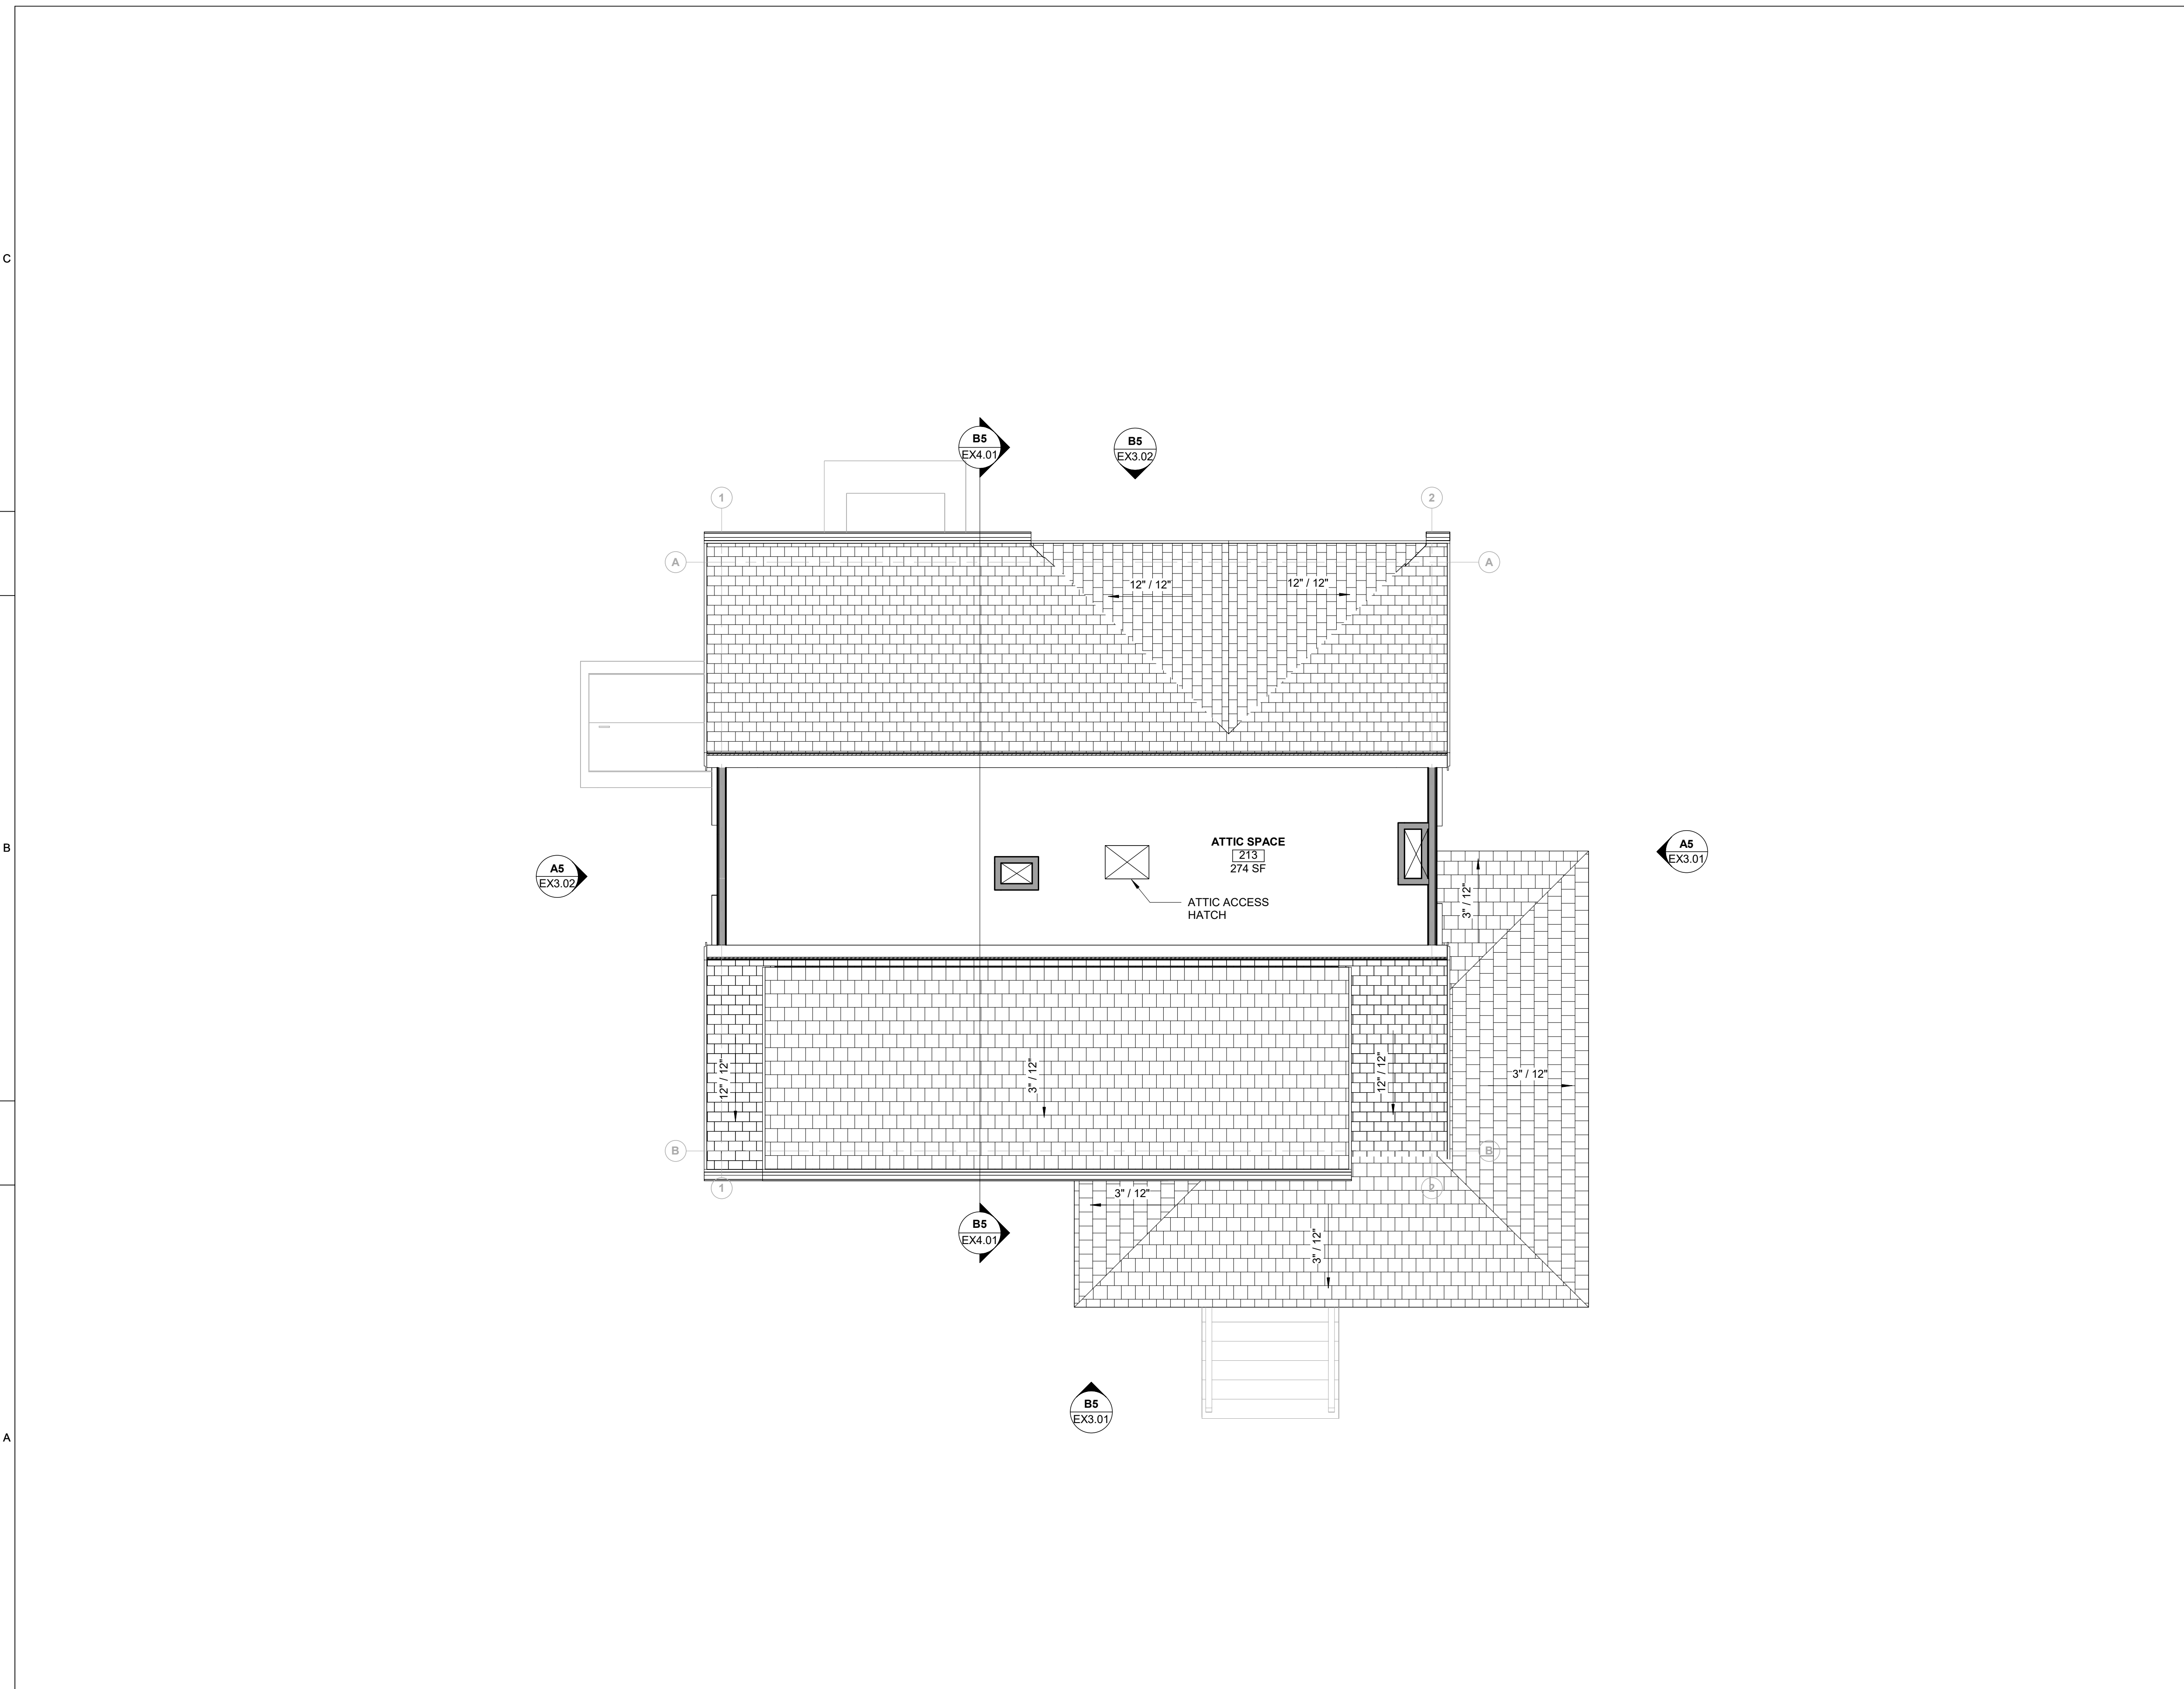 C
B
A
B5
EX4.01
B5
EX3.02
1
2
A
A
12" / 12"
12" / 12"
ATTIC SPACE
213
274 SF
ATTIC ACCESS
HATCH
A5
EX3.02
A5
EX3.01
3" / 12"
12" / 12"
3" / 12"
12" / 12"
3" / 12"
B
B
1
2
3" / 12"
3" / 12"
B5
EX4.01
B5
EX3.01